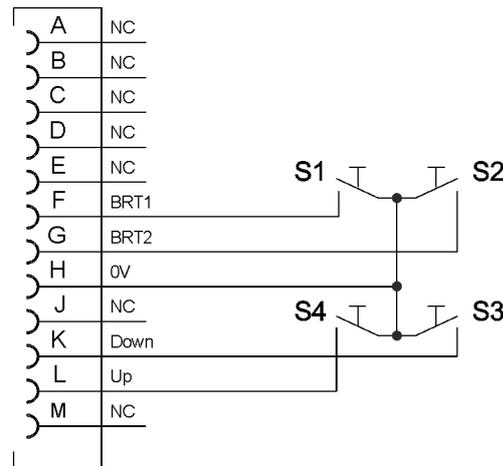 A NC
B NC
C NC
D NC
E NC
S1 S2
F BRT1
G BRT2
H 0V
J NC
S4 S3
K Down
L Up
M NC